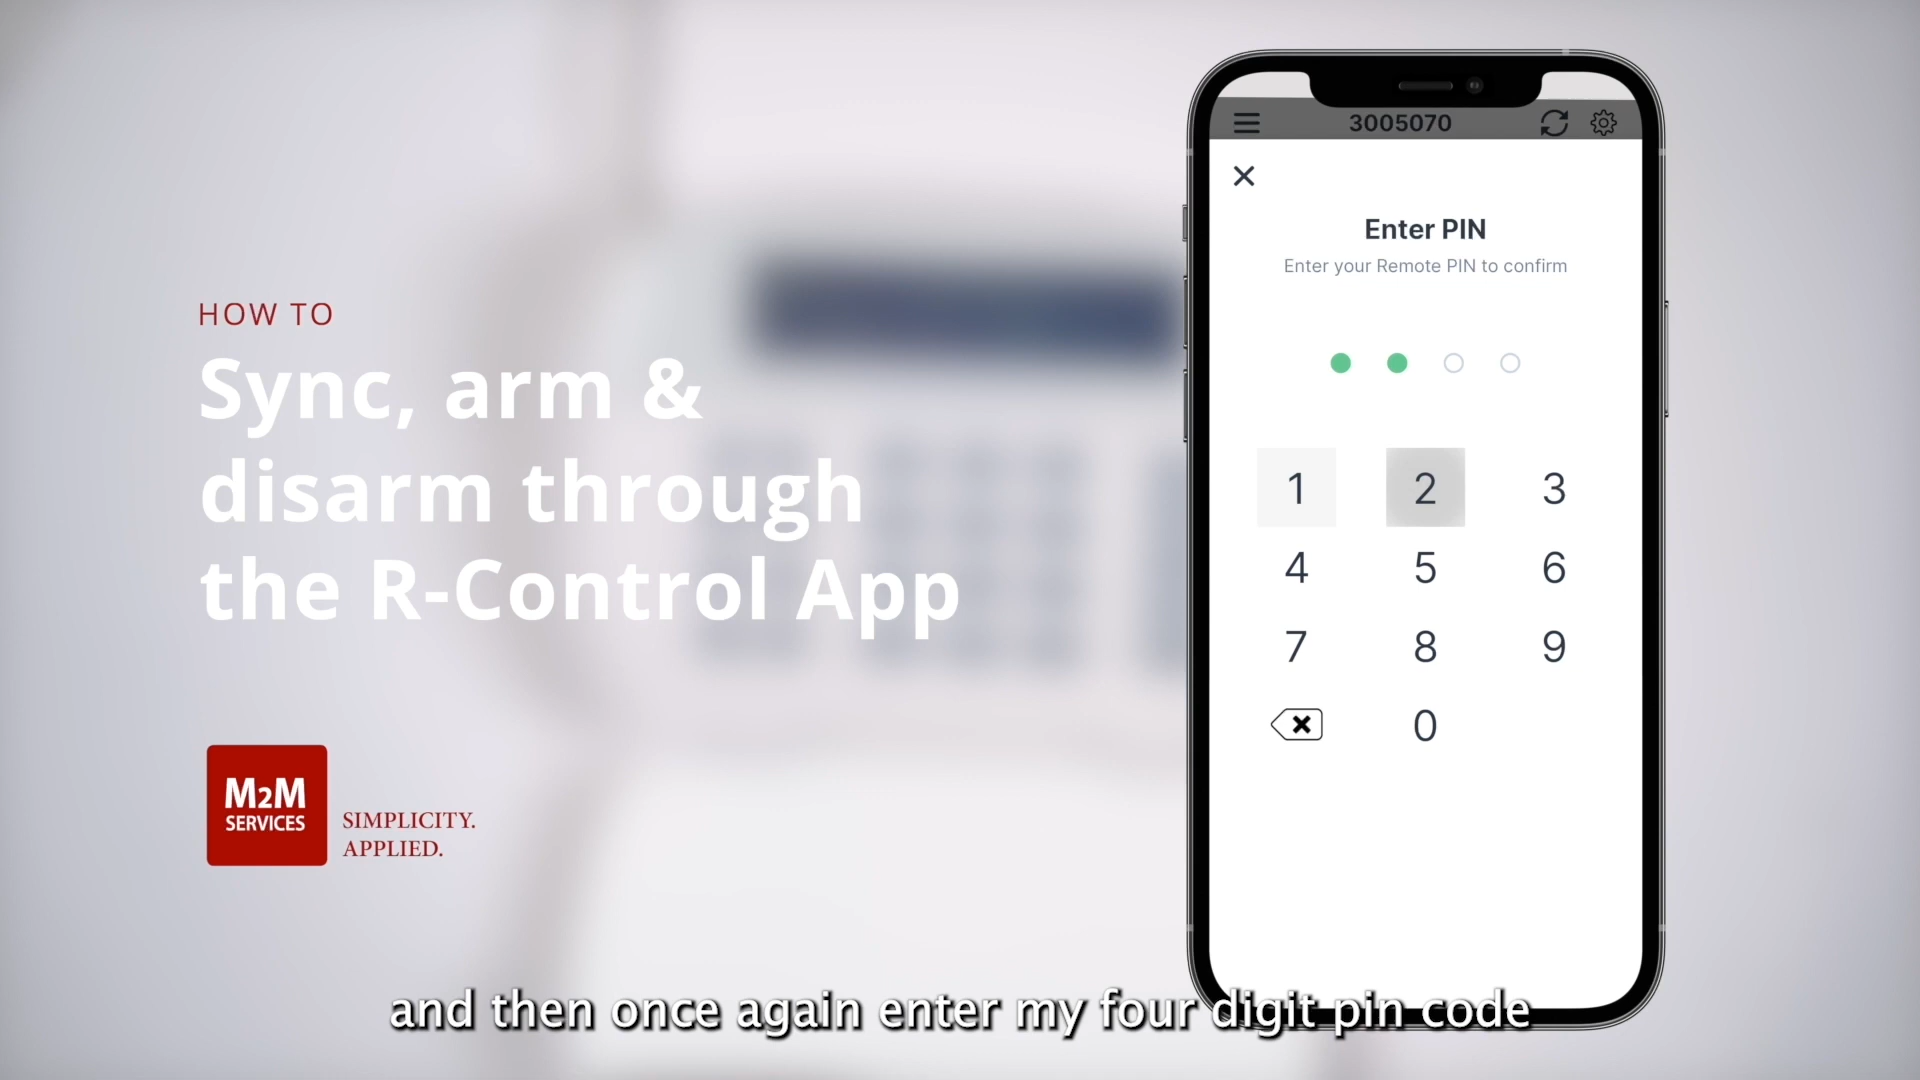 HOW TO
Sync, arm &
disarm through
the R-Control App
M2M
SERVICES
SIMPLICITY.
APPLIED.
3005070
Enter PIN
Enter your Remote PIN to confirm
1 2 3
4 5 6
7 8 9
0
and then once again enter my four digit pin code